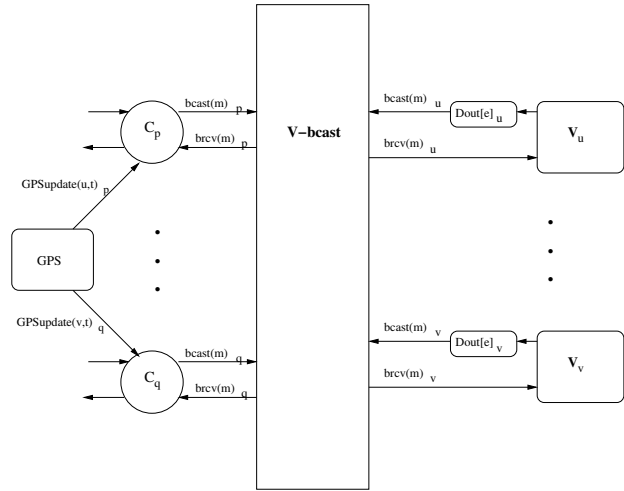 bcast(m) p
C p
brcv(m) p
GPSupdate(u,t) p
GPS
GPSupdate(v,t) q
bcast(m) q
C q
brcv(m) q
V-bcast
bcast(m) u
Dout[e] u
V u
brcv(m) u
bcast(m) v
Dout[e] v
V v
brcv(m) v